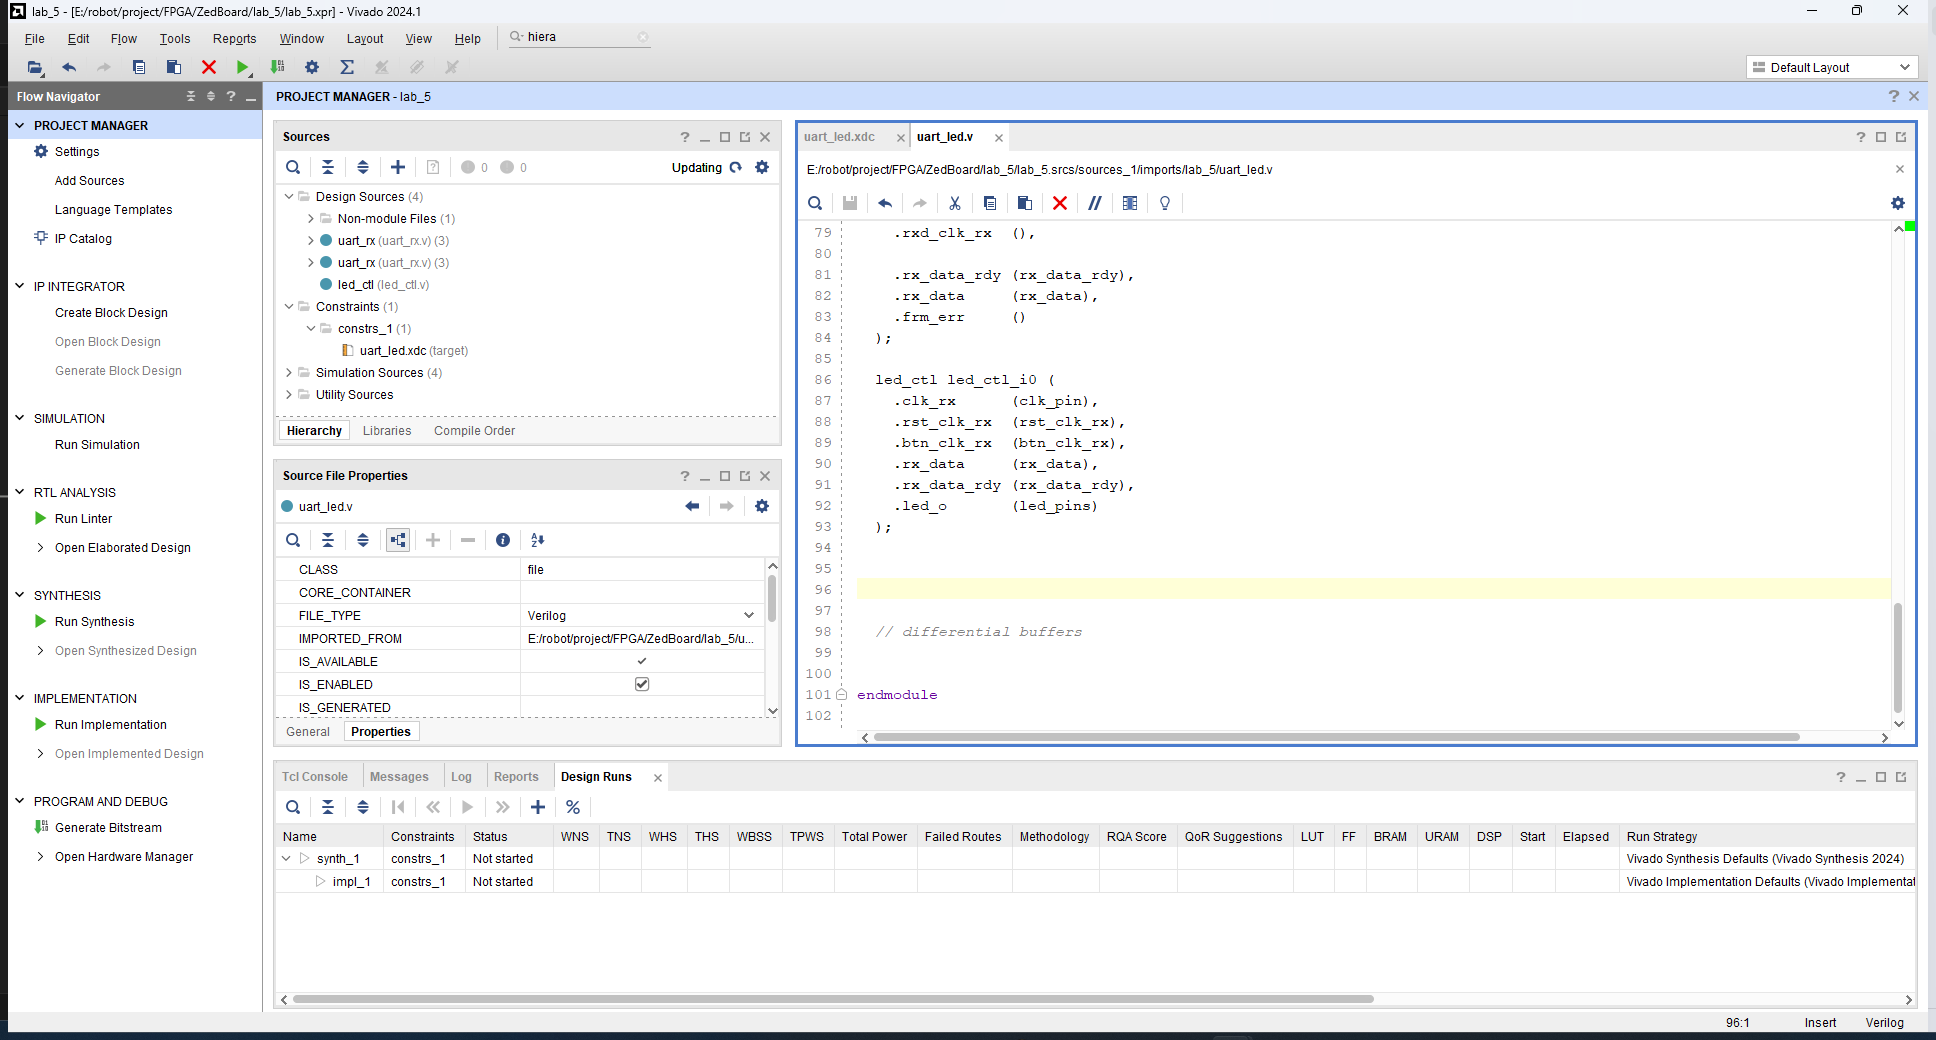 lab_5 - [E:/robot/project/FPGA/ZedBoard/lab_5/lab_5.xpr] - Vivado 2024.1
File Edit Flow Tools Reports Window Layout View Help hiera
Default Layout
Flow Navigator
PROJECT MANAGER - lab_5
PROJECT MANAGER
Settings
Add Sources
Language Templates
IP Catalog
IP INTEGRATOR
Create Block Design
Open Block Design
Generate Block Design
SIMULATION
Run Simulation
RTL ANALYSIS
Run Linter
Open Elaborated Design
SYNTHESIS
Run Synthesis
Open Synthesized Design
IMPLEMENTATION
Run Implementation
Open Implemented Design
PROGRAM AND DEBUG
Generate Bitstream
Open Hardware Manager
Sources
0 0 Updating
Design Sources (4)
Non-module Files (1)
uart_rx (uart_rx.v) (3)
uart_rx (uart_rx.v) (3)
led_ctl (led_ctl.v)
Constraints (1)
constrs_1 (1)
uart_led.xdc (target)
Simulation Sources (4)
Utility Sources
Hierarchy Libraries Compile Order
Source File Properties
uart_led.v
CLASS file
CORE_CONTAINER
FILE_TYPE Verilog
IMPORTED_FROM E:/robot/project/FPGA/ZedBoard/lab_5/u...
IS_AVAILABLE
IS_ENABLED
IS_GENERATED
General Properties
uart_led.xdc uart_led.v
E:/robot/project/FPGA/ZedBoard/lab_5/lab_5.srcs/sources_1/imports/lab_5/uart_led.v
79 .rxd_clk_rx (),
80
81 .rx_data_rdy (rx_data_rdy),
82 .rx_data (rx_data),
83 .frm_err ()
84 );
85
86 led_ctl led_ctl_i0 (
87 .clk_rx (clk_pin),
88 .rst_clk_rx (rst_clk_rx),
89 .btn_clk_rx (btn_clk_rx),
90 .rx_data (rx_data),
91 .rx_data_rdy (rx_data_rdy),
92 .led_o (led_pins)
93 );
94
95
96
97
98 // differential buffers
99
100
101 endmodule
102
Tcl Console Messages Log Reports Design Runs
Name Constraints Status WNS TNS WHS THS WBSS TPWS Total Power Failed Routes Methodology RQA Score QoR Suggestions LUT FF BRAM URAM DSP Start Elapsed Run Strategy
synth_1 constrs_1 Not started Vivado Synthesis Defaults (Vivado Synthesis 2024)
impl_1 constrs_1 Not started Vivado Implementation Defaults (Vivado Implementat
96:1 Insert Verilog